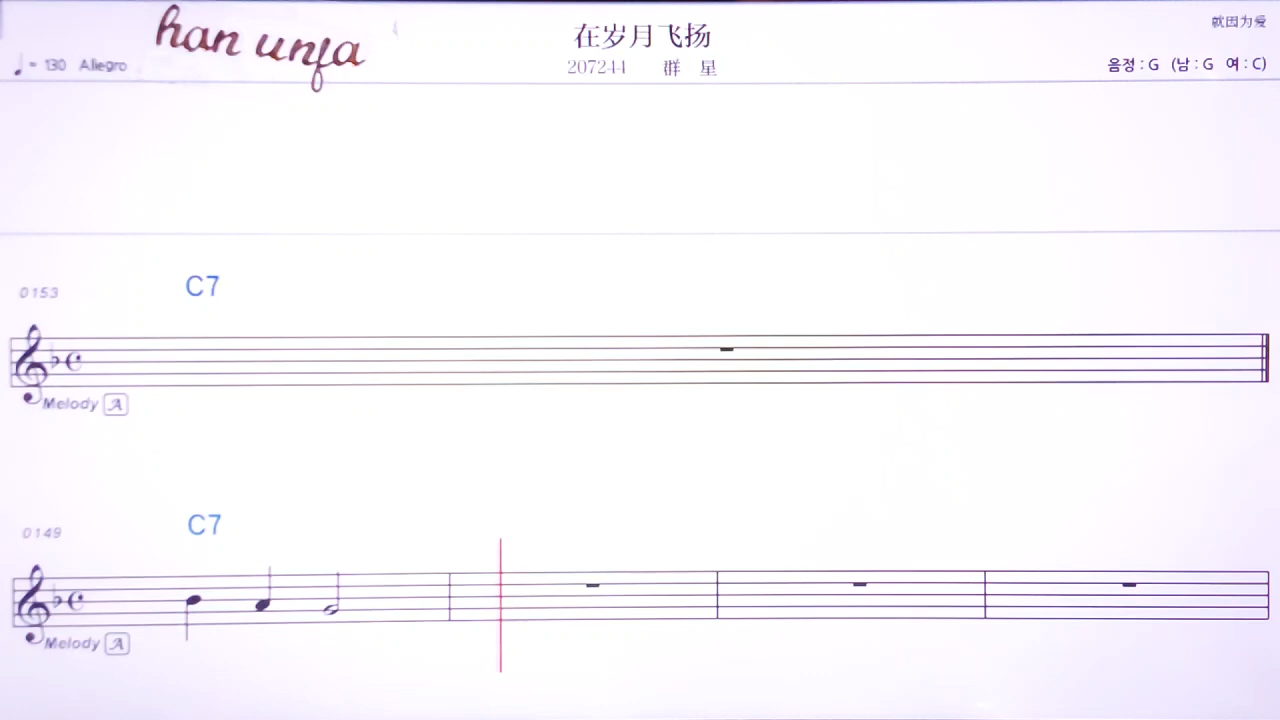 han unfa
在岁月飞扬
就因为爱
♩= 130 Allegro
207244 群 星
음정 : G (남 : G 여 : C)
0153
C7
Melody A
0149
C7
Melody A